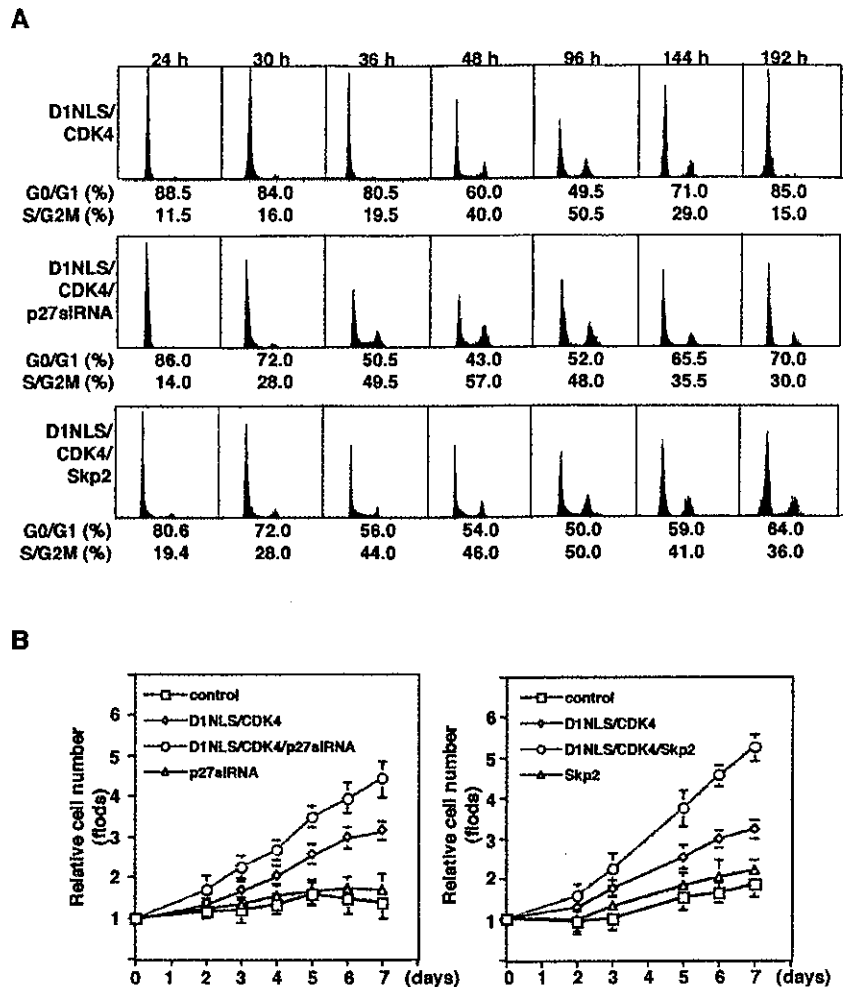 A
24 h 30 h 36 h 48 h 96 h 144 h 192 h
D1NLS/
CDK4
G0/G1 (%) 88.5 84.0 80.5 60.0 49.5 71.0 85.0
S/G2M (%) 11.5 16.0 19.5 40.0 50.5 29.0 15.0
D1NLS/
CDK4/
p27siRNA
G0/G1 (%) 86.0 72.0 50.5 43.0 52.0 65.5 70.0
S/G2M (%) 14.0 28.0 49.5 57.0 48.0 35.5 30.0
D1NLS/
CDK4/
Skp2
G0/G1 (%) 80.6 72.0 56.0 54.0 50.0 59.0 64.0
S/G2M (%) 19.4 28.0 44.0 46.0 50.0 41.0 36.0
B
Relative cell number
(flods)
6
5
4
3
2
1
control
D1NLS/CDK4
D1NLS/CDK4/p27siRNA
p27siRNA
0 1 2 3 4 5 6 7 (days)
Relative cell number
(flods)
6
5
4
3
2
1
control
D1NLS/CDK4
D1NLS/CDK4/Skp2
Skp2
0 1 2 3 4 5 6 7 (days)